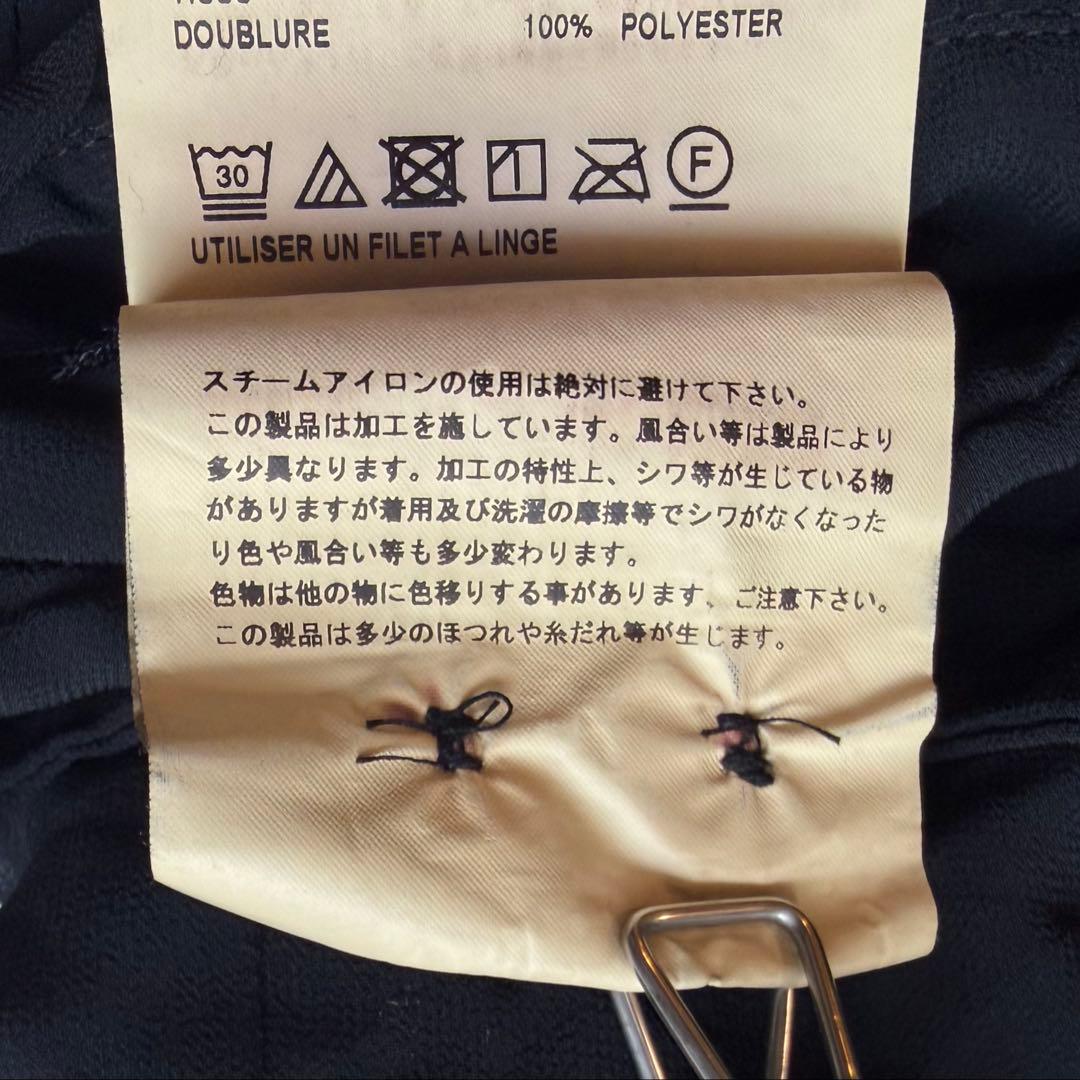 DOUBLURE 100% POLYESTER
30 F
UTILISER UN FILET A LINGE
スチームアイロンの使用は絶対に避けて下さい。
この製品は加工を施しています。風合い等は製品により
多少異なります。加工の特性上、シワ等が生じている物
がありますが着用及び洗濯の摩擦等でシワがなくなった
り色や風合い等も多少変わります。
色物は他の物に色移りする事があります、ご注意下さい。
この製品は多少のほつれや糸だれ等が生じます。